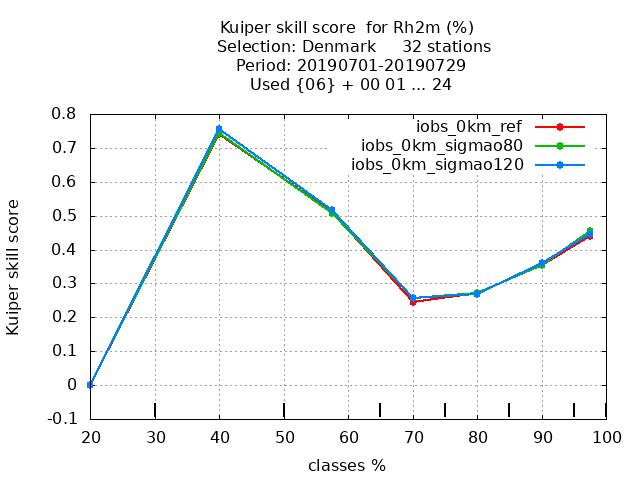 Kuiper skill score  for Rh2m (%)
Selection: Denmark     32 stations
Period: 20190701-20190729
Used {06} + 00 01 ... 24
iobs_0km_ref
iobs_0km_sigmao80
iobs_0km_sigmao120
Kuiper skill score
0.8
0.7
0.6
0.5
0.4
0.3
0.2
0.1
0
-0.1
20 30 40 50 60 70 80 90 100
classes %